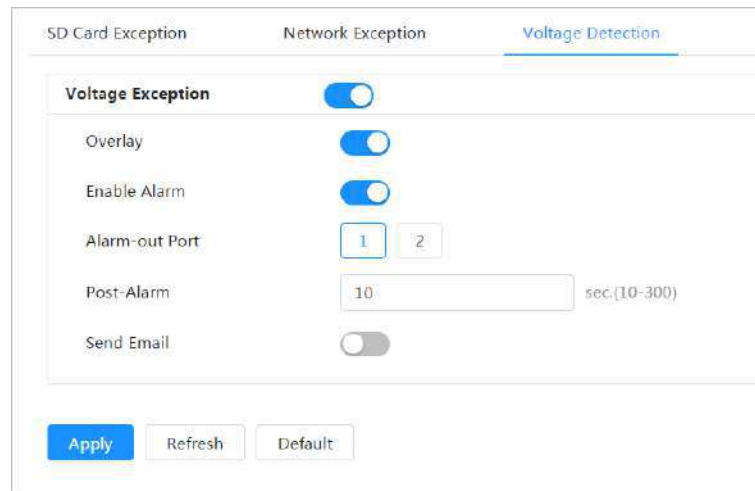 SD Card Exception Network Exception Voltage Detection
Voltage Exception
Overlay
Enable Alarm
Alarm-out Port 1 2
Post-Alarm 10 sec.(10-300)
Send Email
Apply Refresh Default